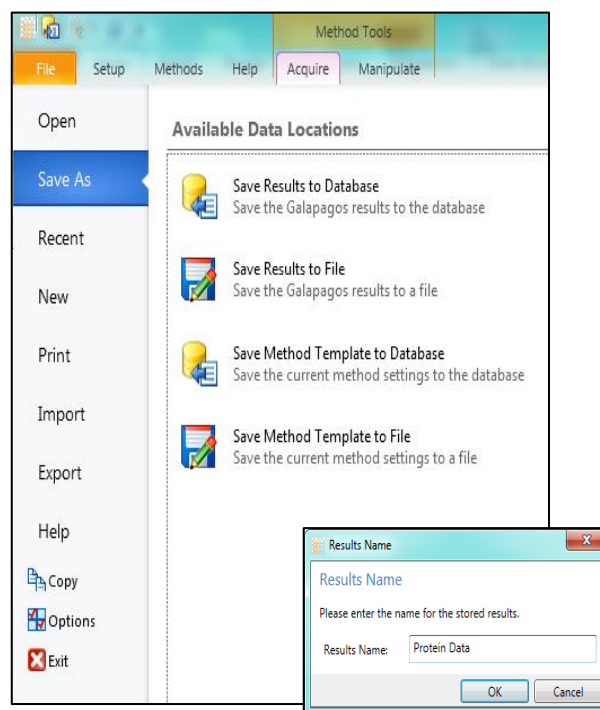 Method Tools
File Setup Methods Help Acquire Manipulate
Open
Save As
Recent
New
Print
Import
Export
Help
Copy
Options
Exit
Available Data Locations
Save Results to Database
Save the Galapagos results to the database
Save Results to File
Save the Galapagos results to a file
Save Method Template to Database
Save the current method settings to the database
Save Method Template to File
Save the current method settings to a file
Results Name
X
Results Name
Please enter the name for the stored results.
Results Name: Protein Data
OK Cancel